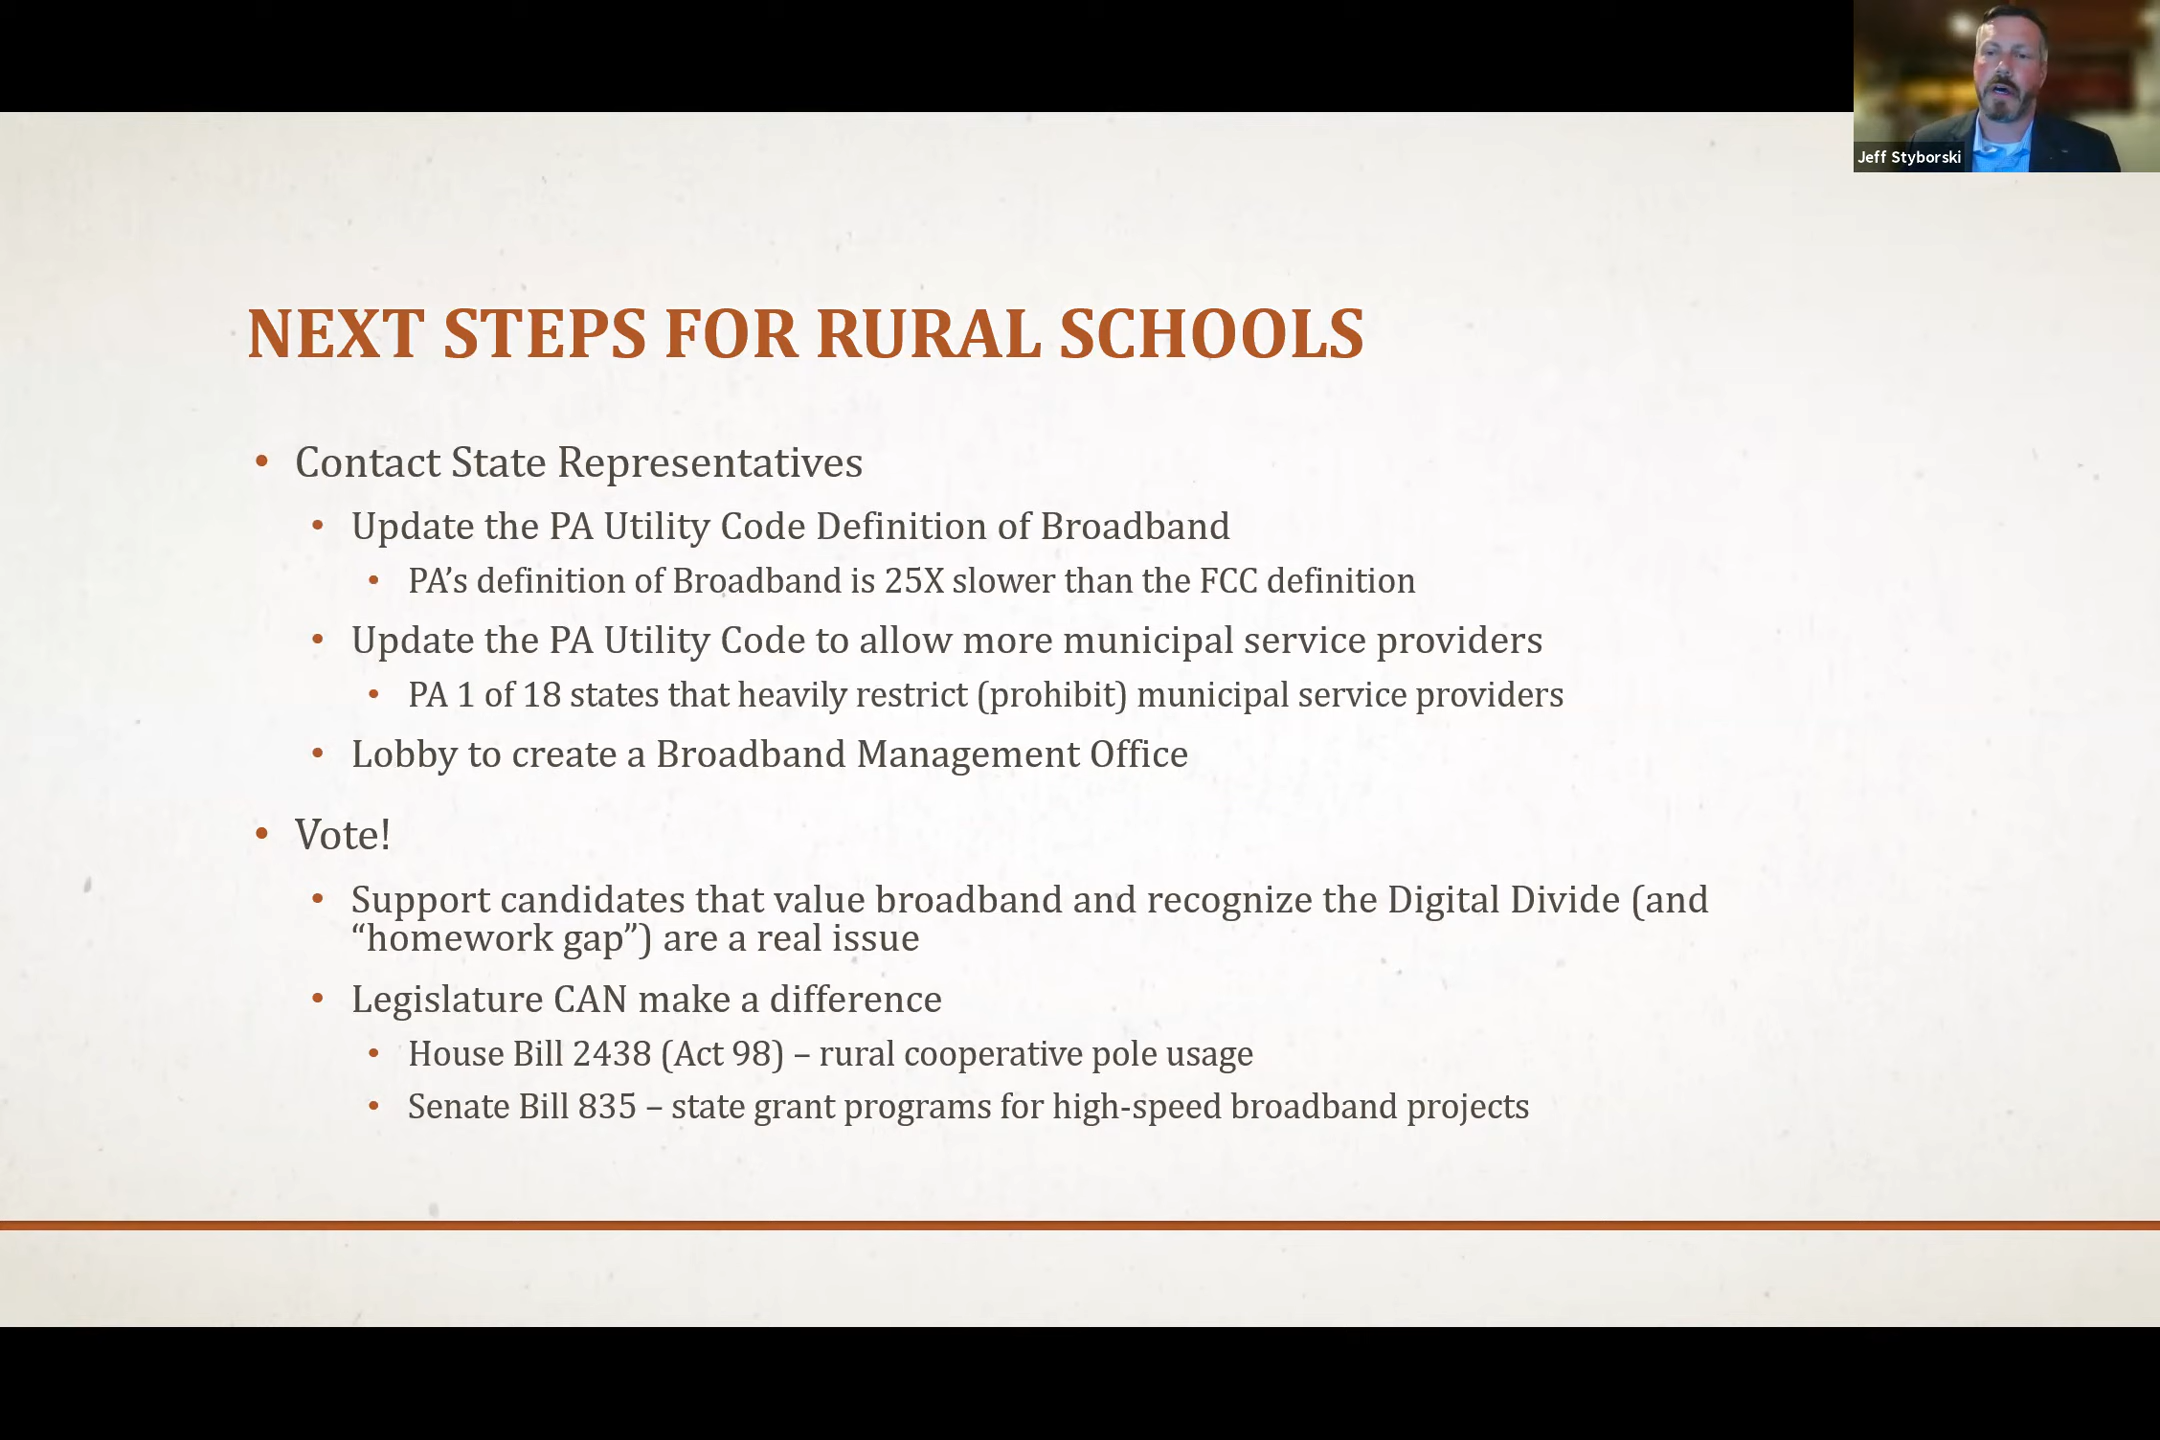 Jeff Styborski
NEXT STEPS FOR RURAL SCHOOLS
• Contact State Representatives
• Update the PA Utility Code Definition of Broadband
• PA’s definition of Broadband is 25X slower than the FCC definition
• Update the PA Utility Code to allow more municipal service providers
• PA 1 of 18 states that heavily restrict (prohibit) municipal service providers
• Lobby to create a Broadband Management Office
• Vote!
• Support candidates that value broadband and recognize the Digital Divide (and
“homework gap”) are a real issue
• Legislature CAN make a difference
• House Bill 2438 (Act 98) – rural cooperative pole usage
• Senate Bill 835 – state grant programs for high-speed broadband projects